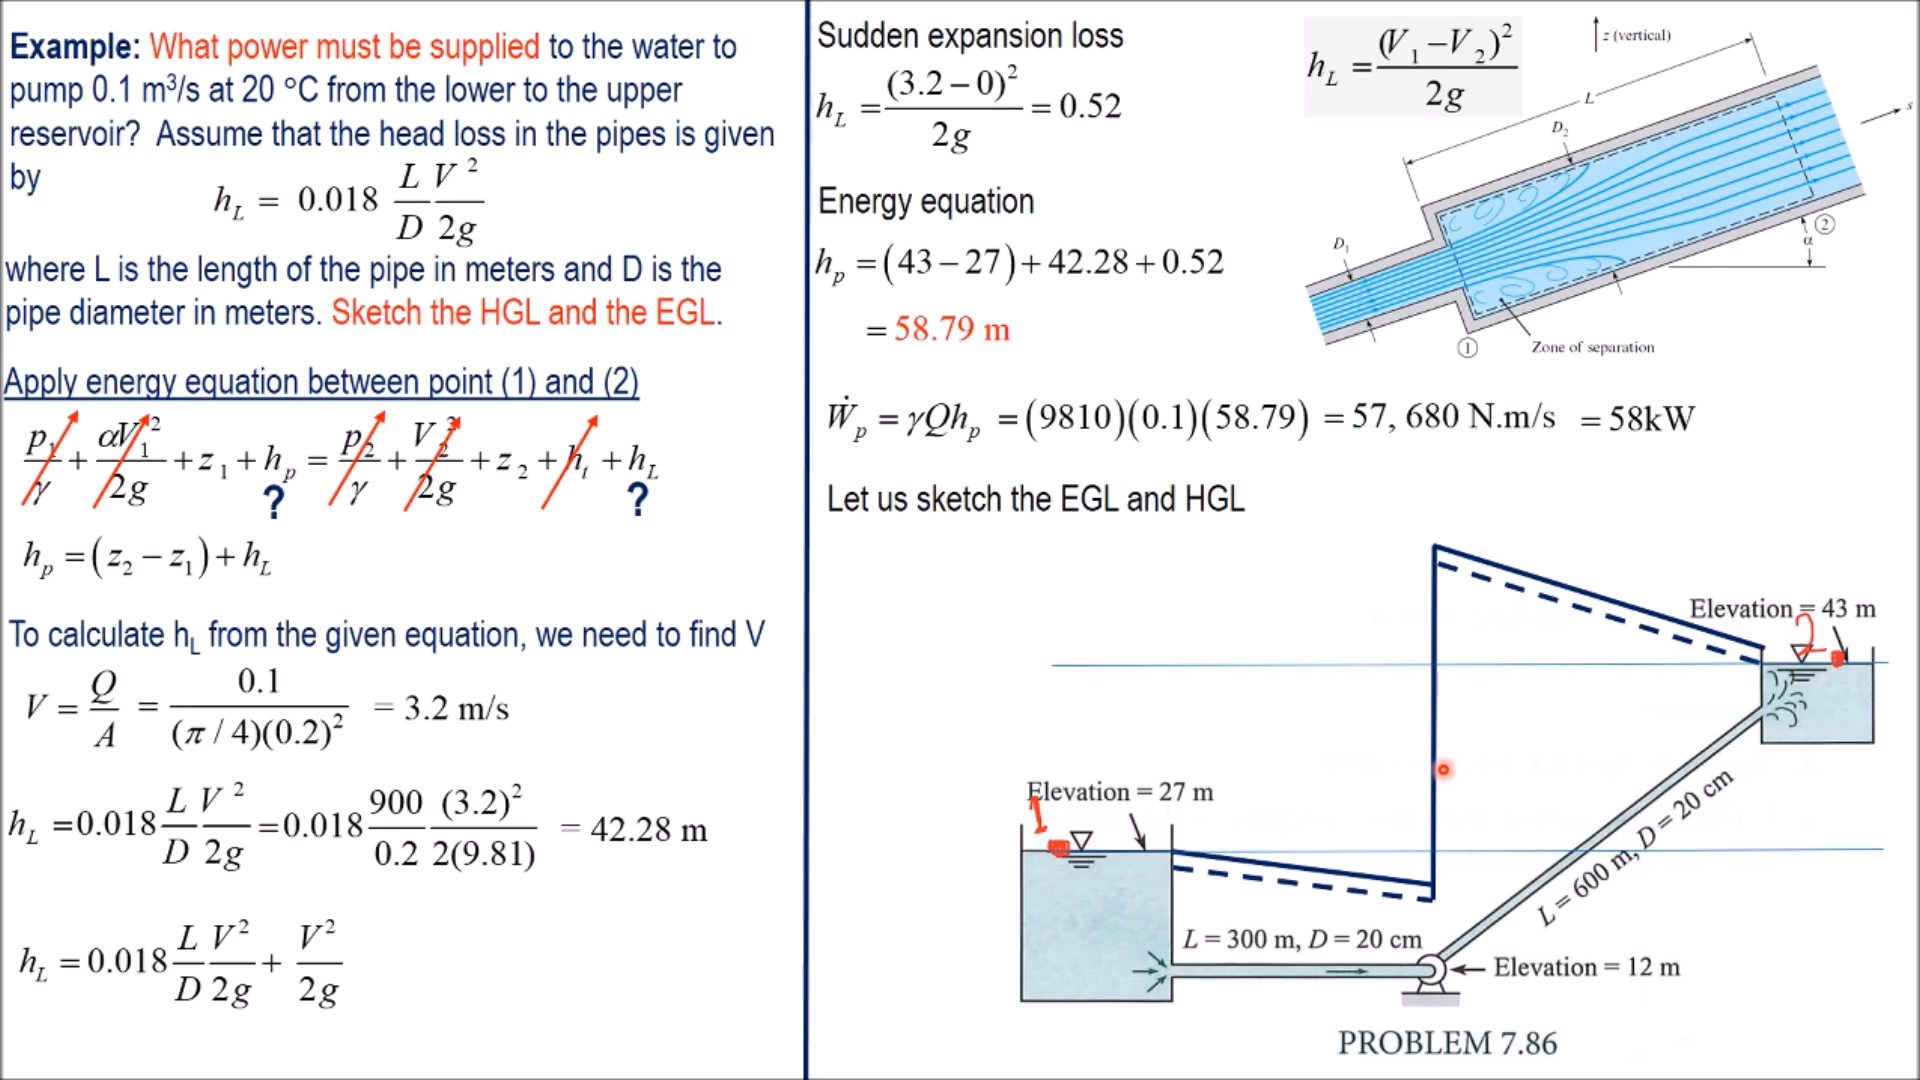 Example: What power must be supplied to the water to
pump 0.1 m³/s at 20 °C from the lower to the upper
reservoir? Assume that the head loss in the pipes is given
by
h_L = 0.018 L/D V²/2g
where L is the length of the pipe in meters and D is the
pipe diameter in meters. Sketch the HGL and the EGL.
Apply energy equation between point (1) and (2)
p₁/γ + αV₁²/2g + z₁ + h_p = p₂/γ + V₂²/2g + z₂ + h_t + h_L
? ?
h_p = (z₂ − z₁) + h_L
To calculate h_L from the given equation, we need to find V
V = Q/A = 0.1/(π / 4)(0.2)² = 3.2 m/s
h_L = 0.018 L/D V²/2g = 0.018 900/0.2 (3.2)²/2(9.81) = 42.28 m
h_L = 0.018 L/D V²/2g + V²/2g
Sudden expansion loss
h_L = (3.2 − 0)²/2g = 0.52
h_L = (V₁ − V₂)²/2g
z (vertical)
L
s
D₂
D₁
α
②
①
Zone of separation
Energy equation
h_p = (43 − 27) + 42.28 + 0.52
= 58.79 m
Ẇ_p = γQh_p = (9810)(0.1)(58.79) = 57, 680 N.m/s = 58kW
Let us sketch the EGL and HGL
Elevation = 43 m
2
Elevation = 27 m
1
L = 600 m, D = 20 cm
L = 300 m, D = 20 cm
Elevation = 12 m
PROBLEM 7.86